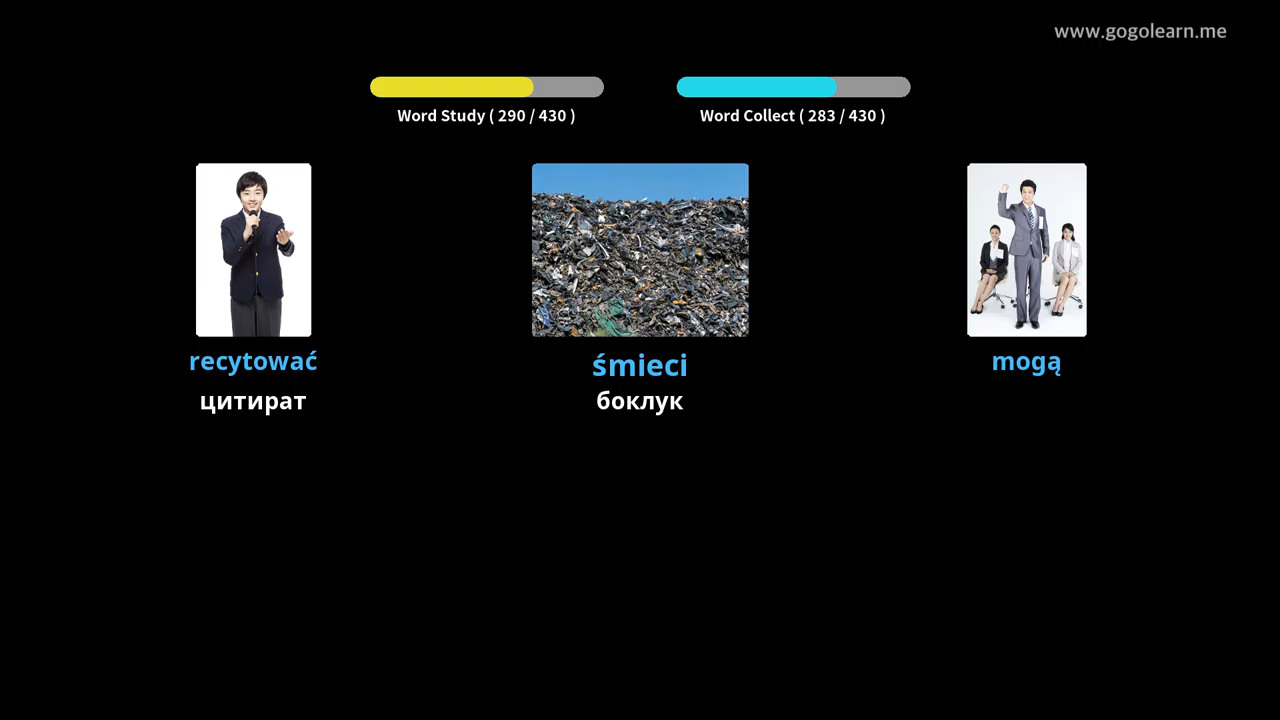 www.gogolearn.me
Word Study ( 290 / 430 )
Word Collect ( 283 / 430 )
recytować
śmieci
mogą
цитират
боклук